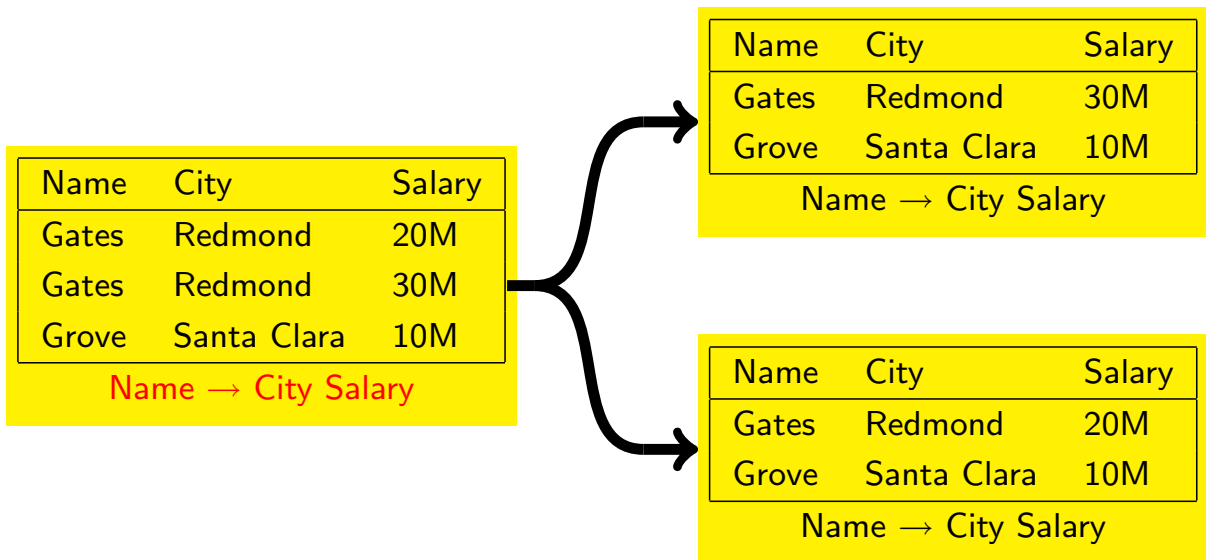 Name City Salary
Gates Redmond 20M
Gates Redmond 30M
Grove Santa Clara 10M
Name → City Salary
Name City Salary
Gates Redmond 30M
Grove Santa Clara 10M
Name → City Salary
Name City Salary
Gates Redmond 20M
Grove Santa Clara 10M
Name → City Salary